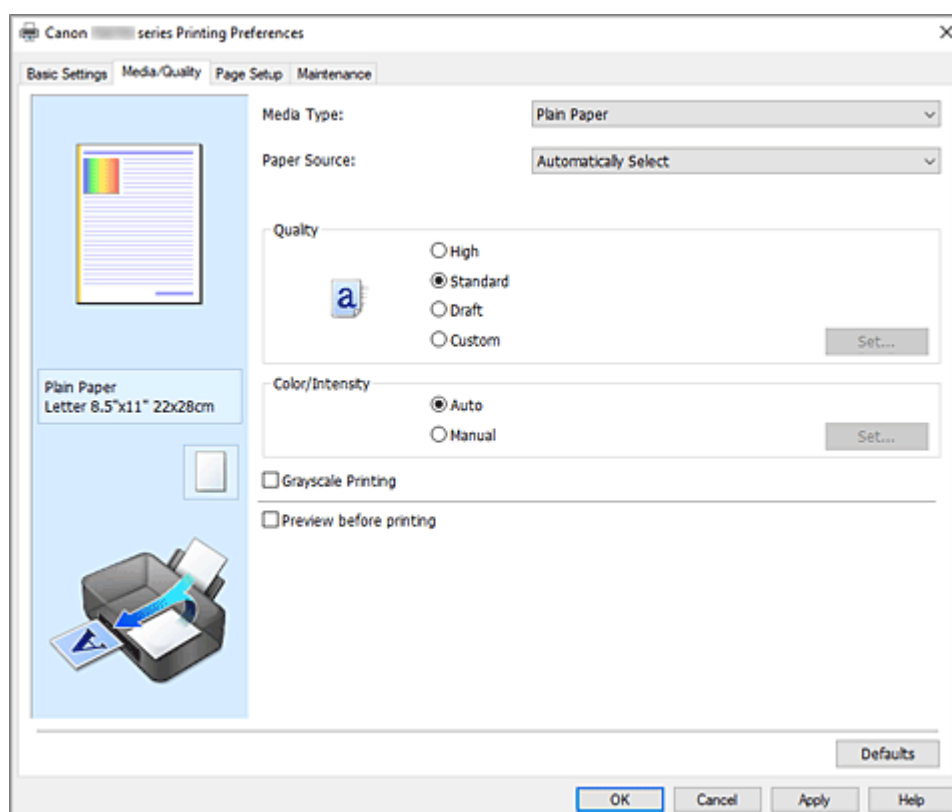 Canon series Printing Preferences
Basic Settings Media/Quality Page Setup Maintenance
Media Type: Plain Paper
Paper Source: Automatically Select
Quality
High
a Standard
Draft
Custom Set...
Plain Paper
Letter 8.5"x11" 22x28cm
Color/Intensity
Auto
Manual Set...
Grayscale Printing
Preview before printing
A
Defaults
OK Cancel Apply Help